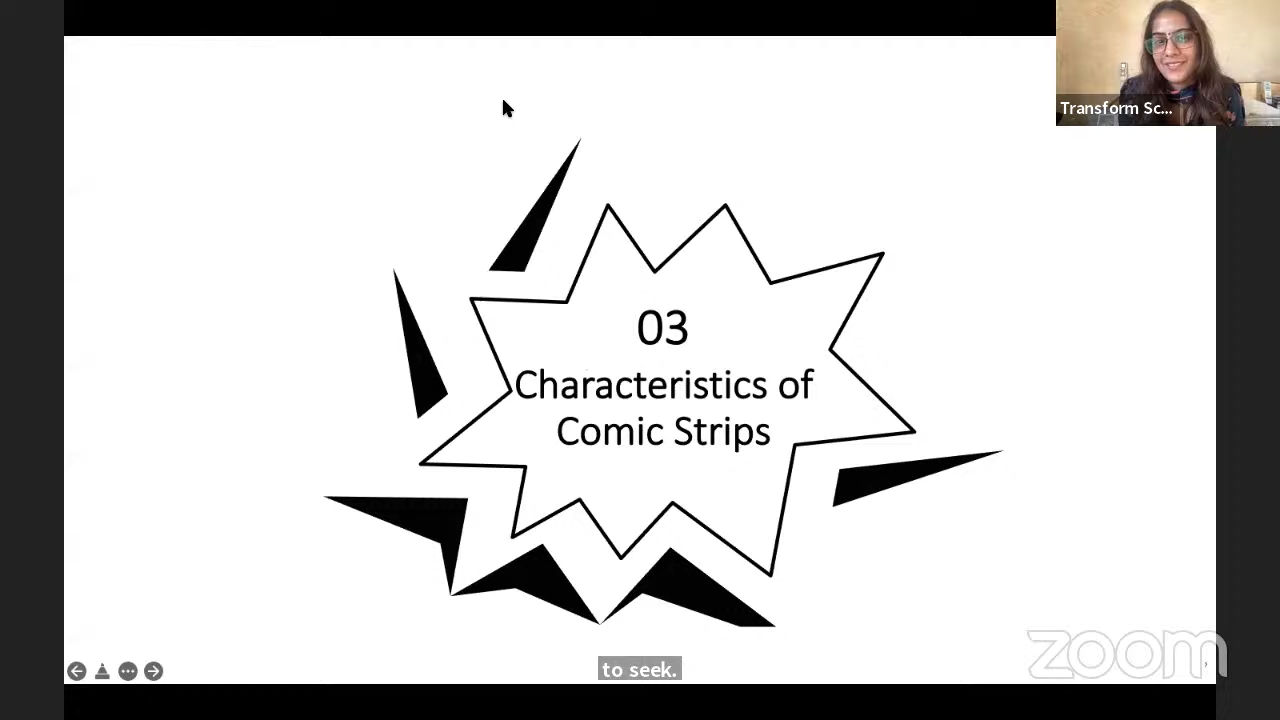 Transform Sc...
03
Characteristics of
Comic Strips
to seek.
zoom